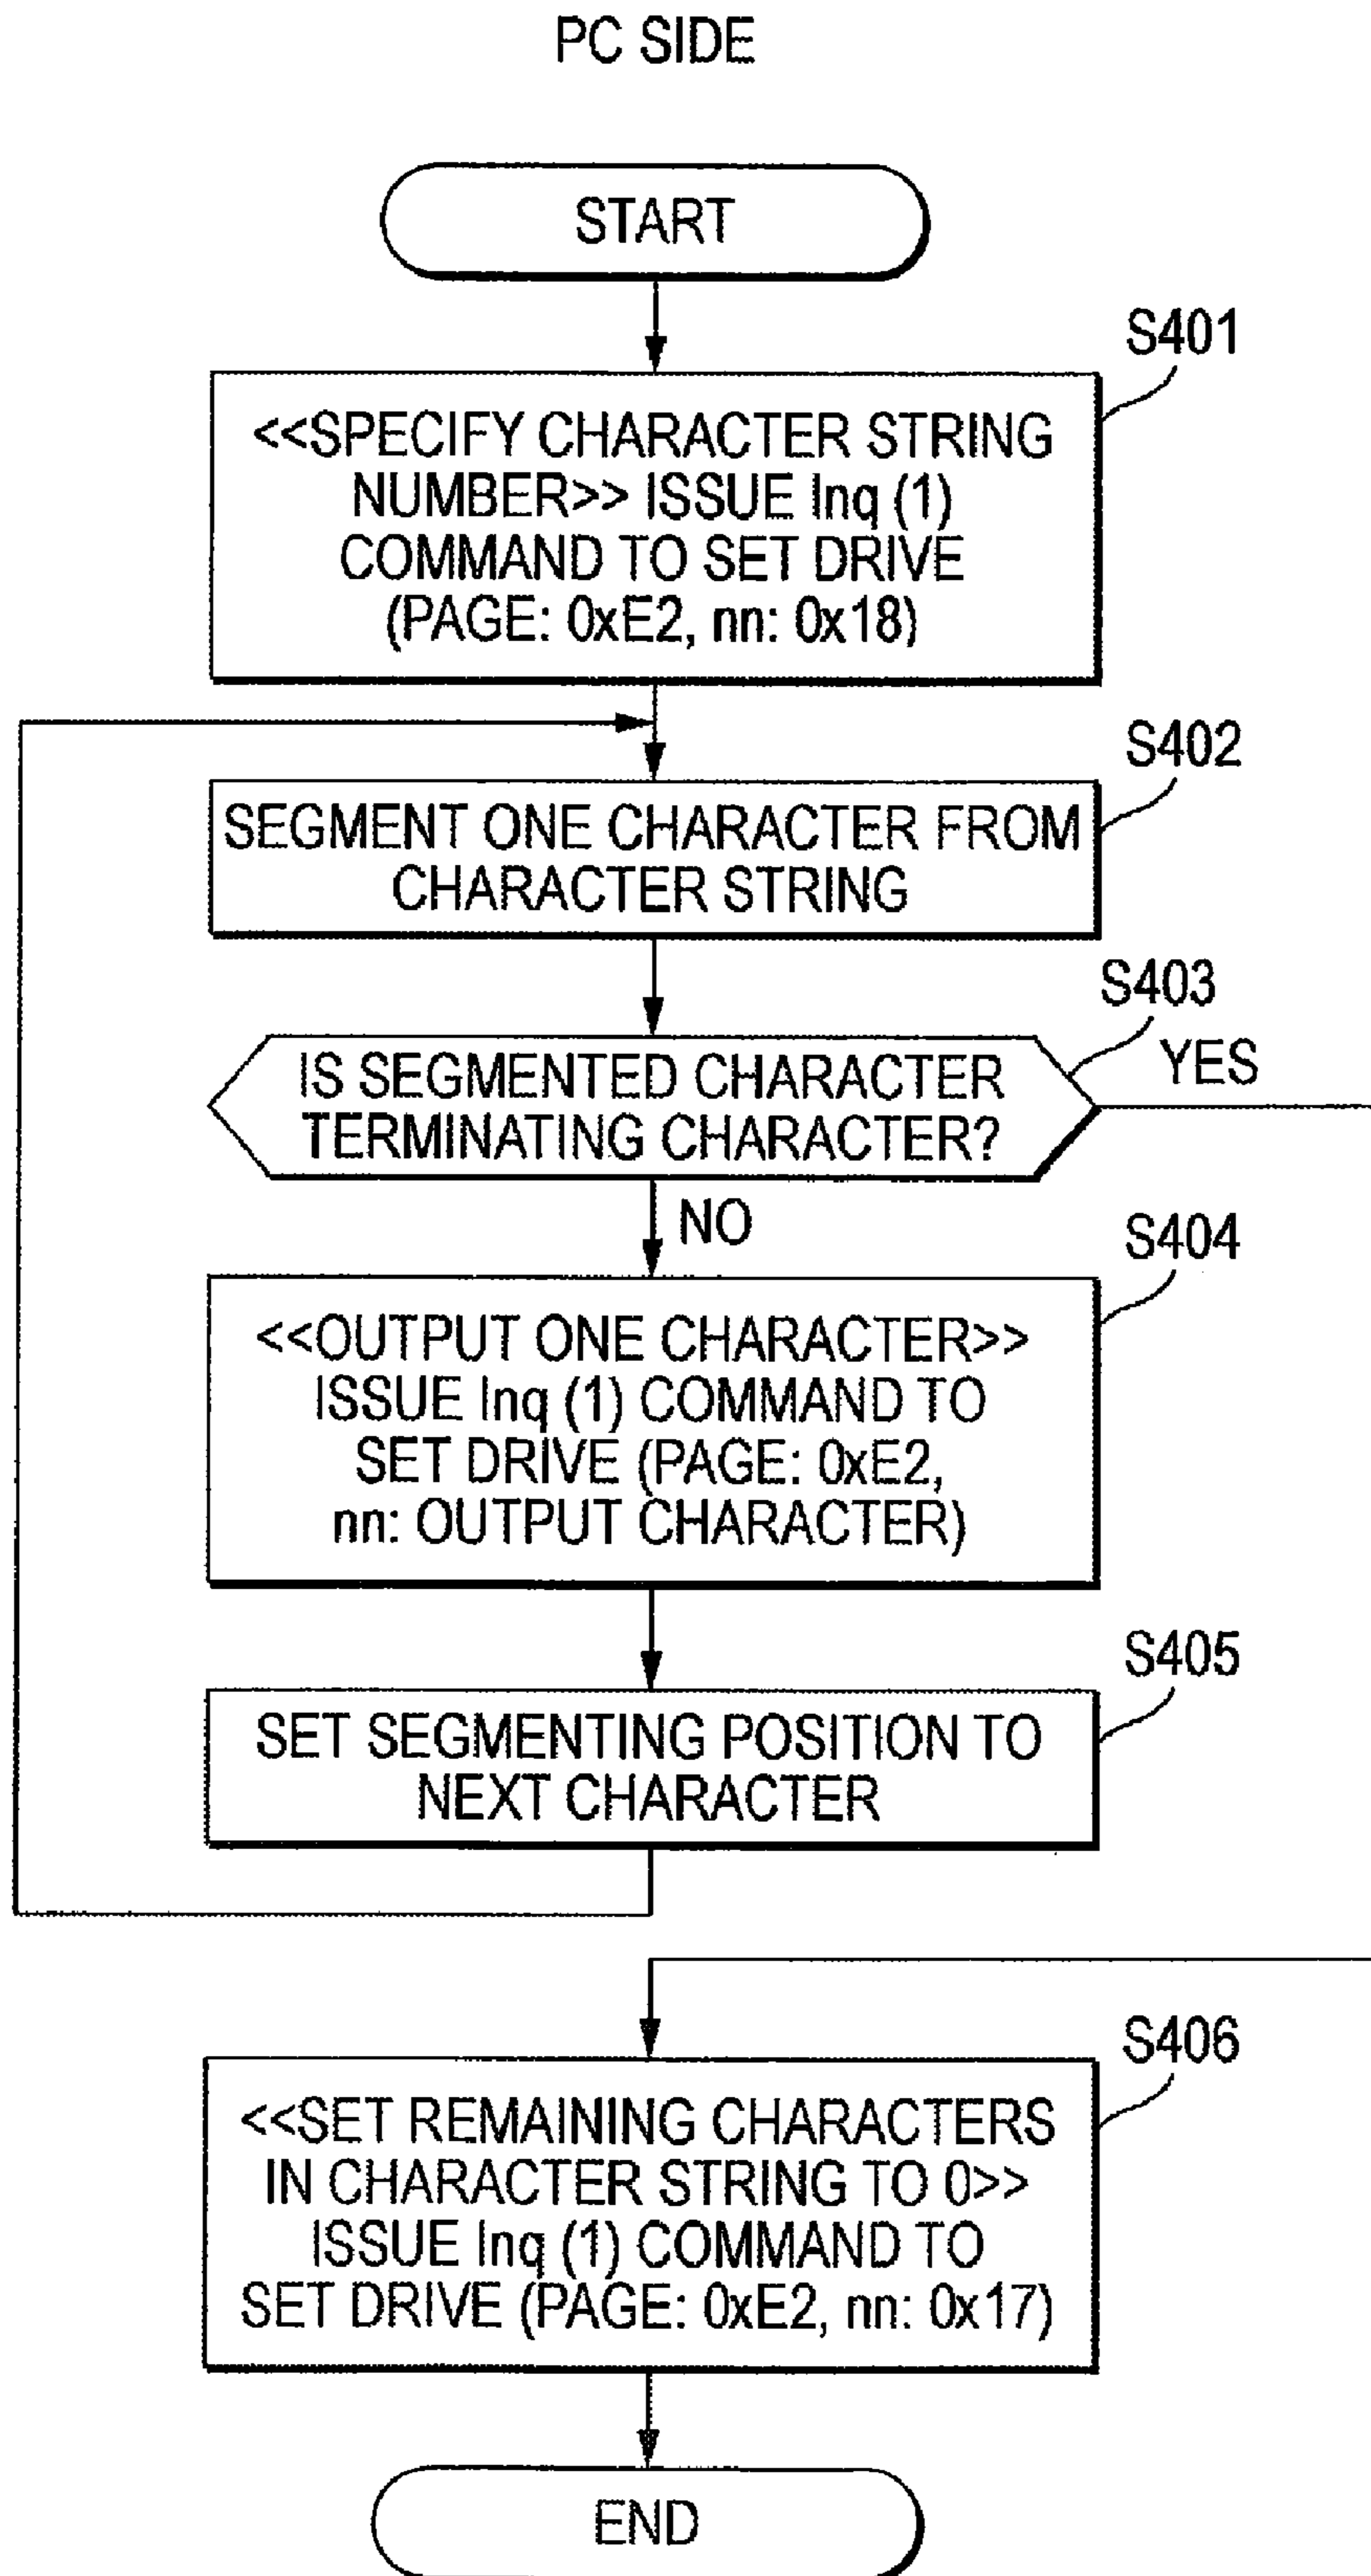 PC SIDE
START
S401
<<SPECIFY CHARACTER STRING
NUMBER>> ISSUE Inq (1)
COMMAND TO SET DRIVE
(PAGE: 0xE2, nn: 0x18)
S402
SEGMENT ONE CHARACTER FROM
CHARACTER STRING
S403
YES
IS SEGMENTED CHARACTER
TERMINATING CHARACTER?
NO
S404
<<OUTPUT ONE CHARACTER>>
ISSUE Inq (1) COMMAND TO
SET DRIVE (PAGE: 0xE2,
nn: OUTPUT CHARACTER)
S405
SET SEGMENTING POSITION TO
NEXT CHARACTER
S406
<<SET REMAINING CHARACTERS
IN CHARACTER STRING TO 0>>
ISSUE Inq (1) COMMAND TO
SET DRIVE (PAGE: 0xE2, nn: 0x17)
END